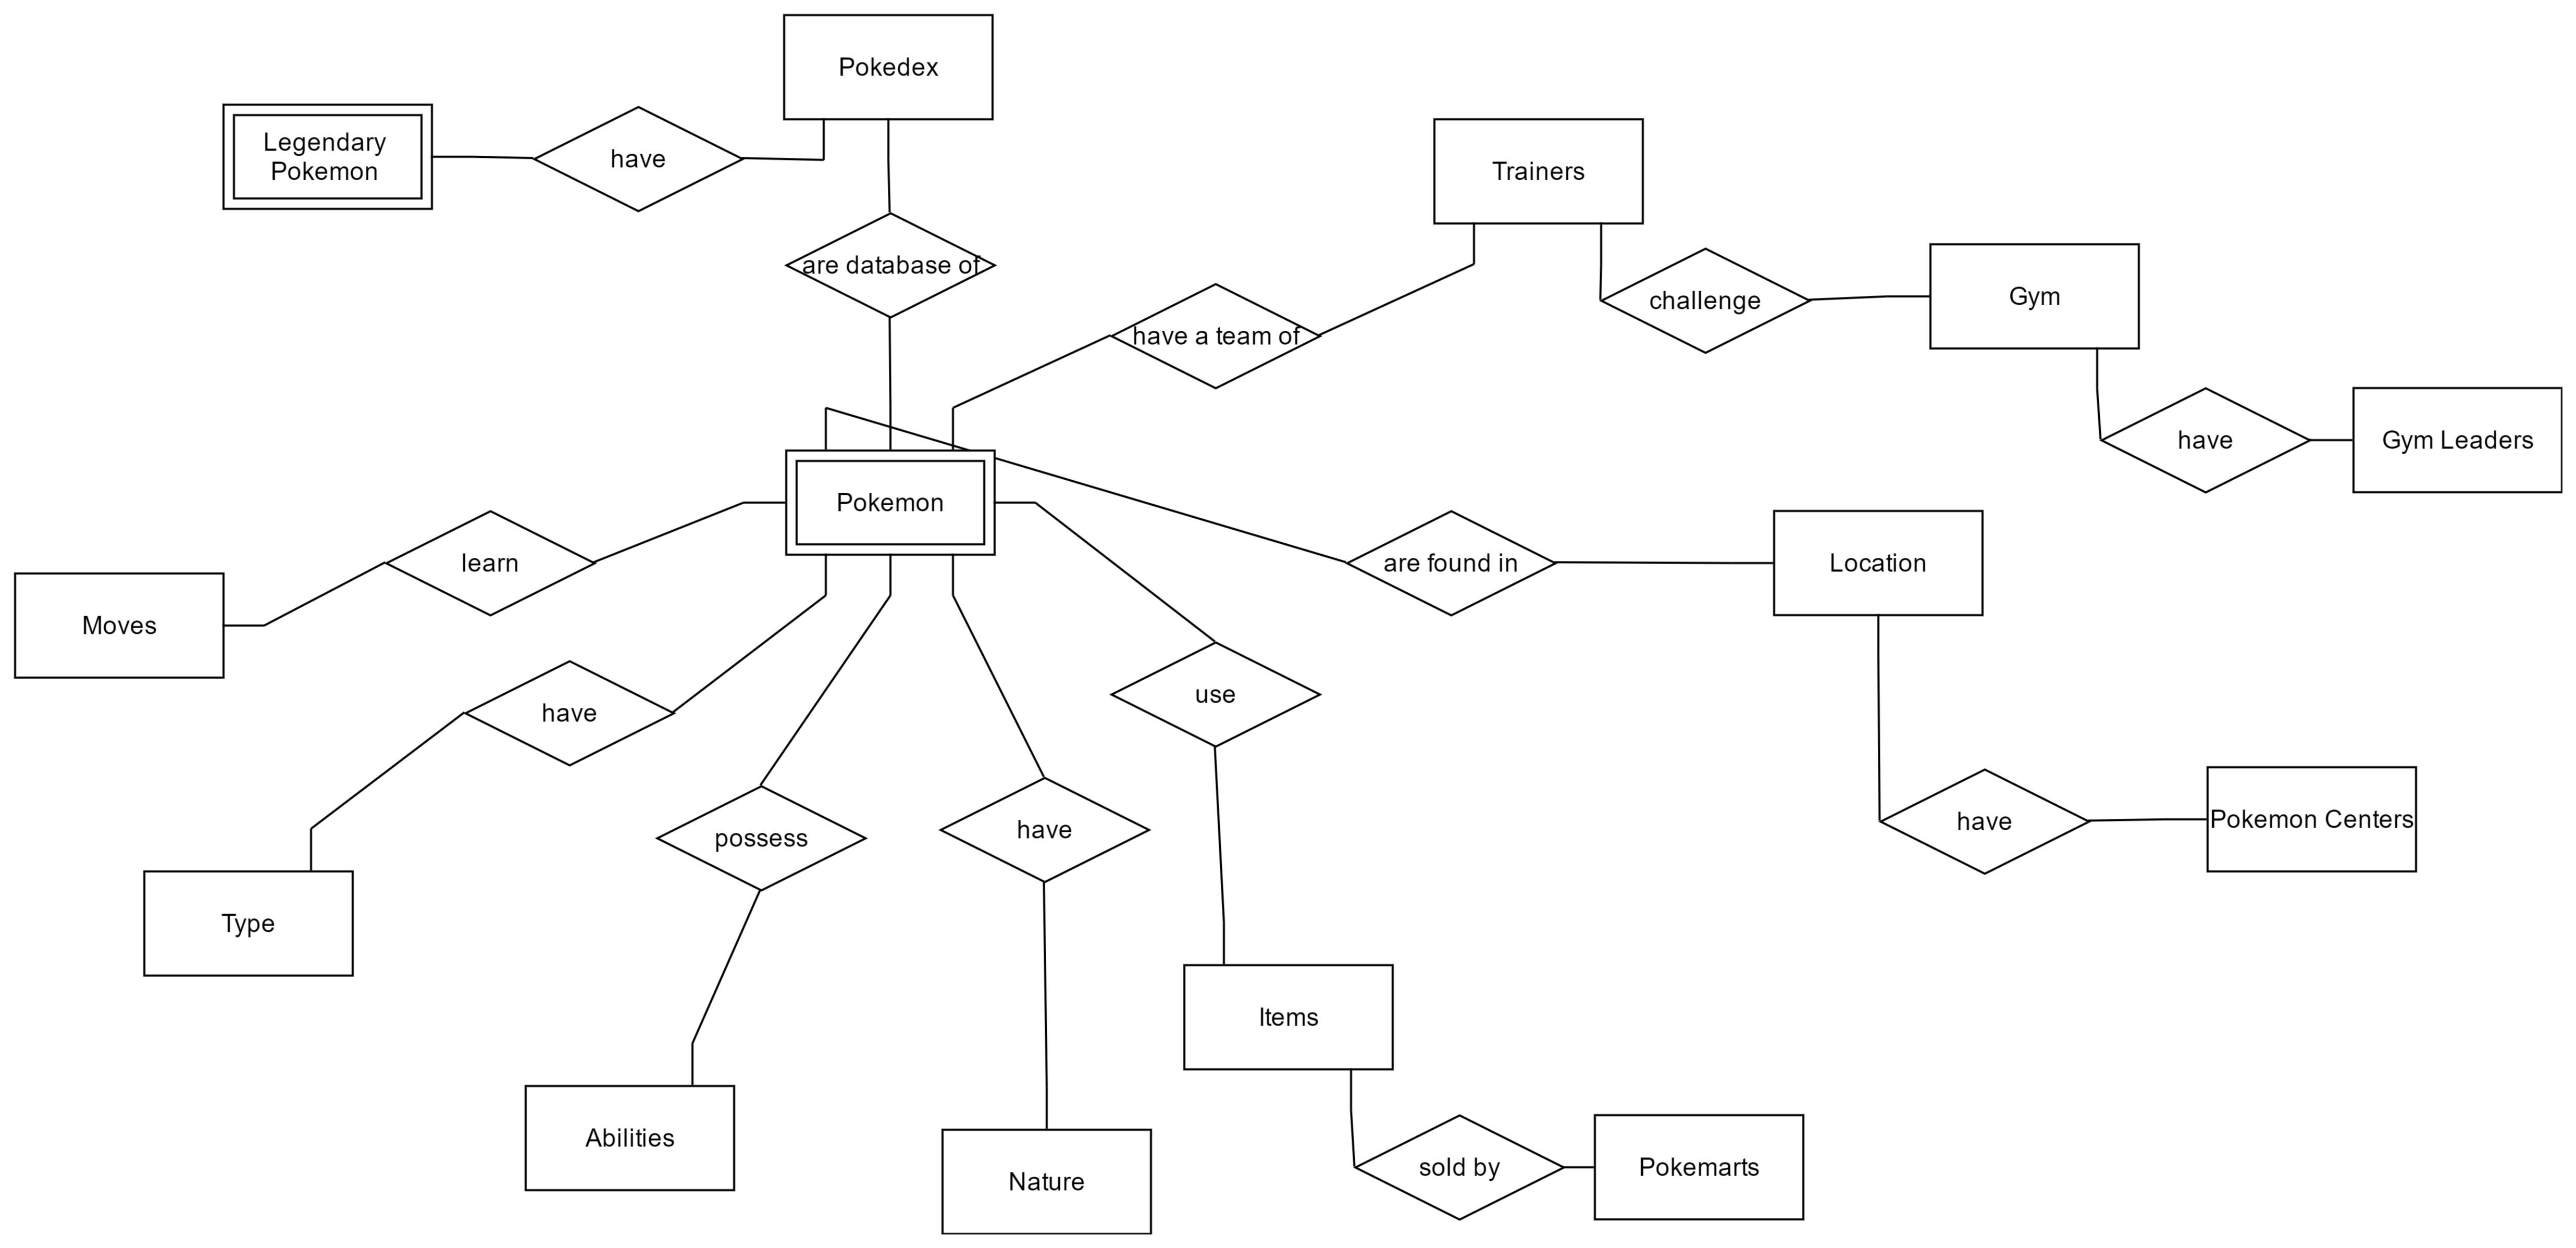 Pokedex
Legendary
Pokemon
have
Trainers
are database of
Gym
challenge
have a team of
have
Gym Leaders
Pokemon
learn
are found in
Location
Moves
use
have
have
Pokemon Centers
possess
have
Type
Items
Abilities
sold by
Pokemarts
Nature